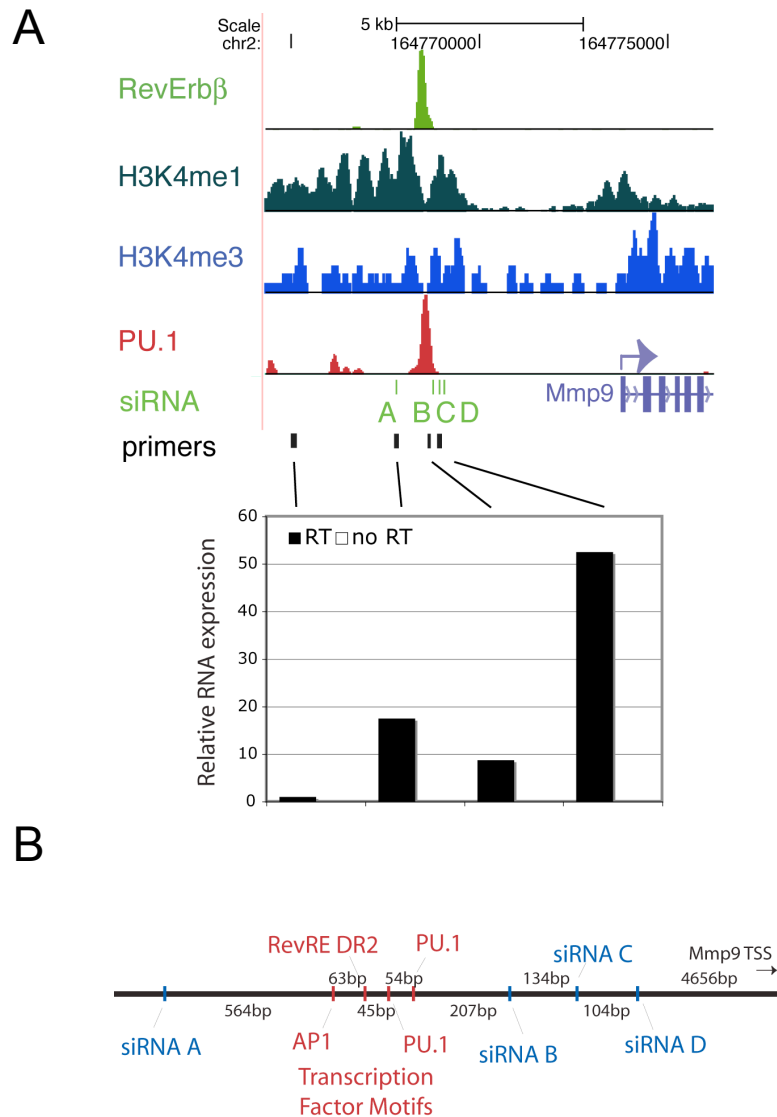 A
Scale
5 kb
chr2:
164770000
164775000
RevErbβ
H3K4me1
H3K4me3
PU.1
siRNA
A B C D
Mmp9
primers
60
50
40
30
20
10
0
Relative RNA expression
RT no RT
B
RevRE DR2
PU.1
siRNA C
Mmp9 TSS
63bp
54bp
134bp
4656bp
564bp
45bp
207bp
104bp
siRNA A
AP1
PU.1
siRNA B
siRNA D
Transcription
Factor Motifs